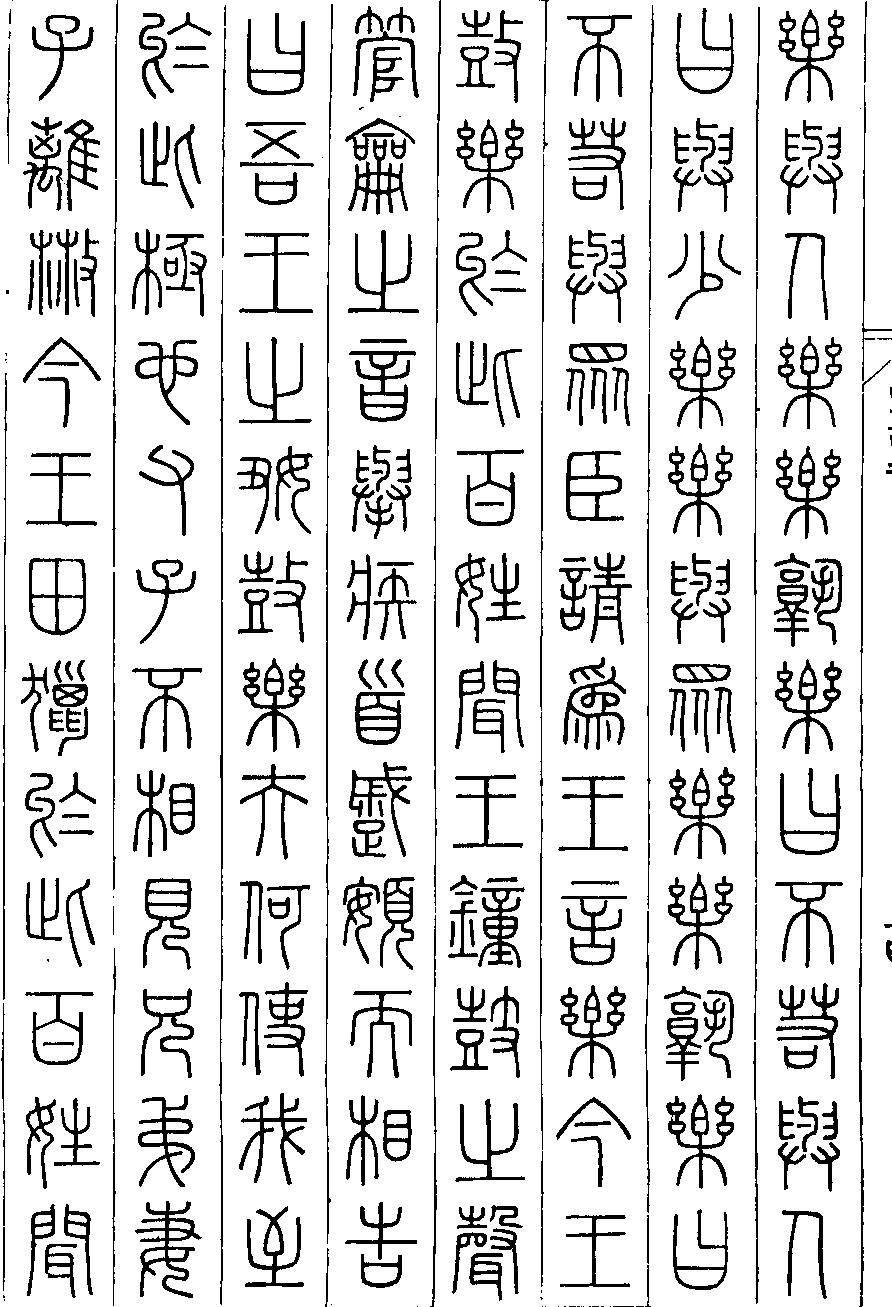 樂與人樂樂孰樂曰不若與人
曰與少樂樂與眾樂樂孰樂曰
不若與眾臣請為王言樂今王
鼓樂於此百姓聞王鐘鼓之聲
管籥之音舉疾首蹙頞而相告
曰吾王之好鼓樂夫何使我至
於此極也父子不相見兄弟妻
子離散今王田獵於此百姓聞